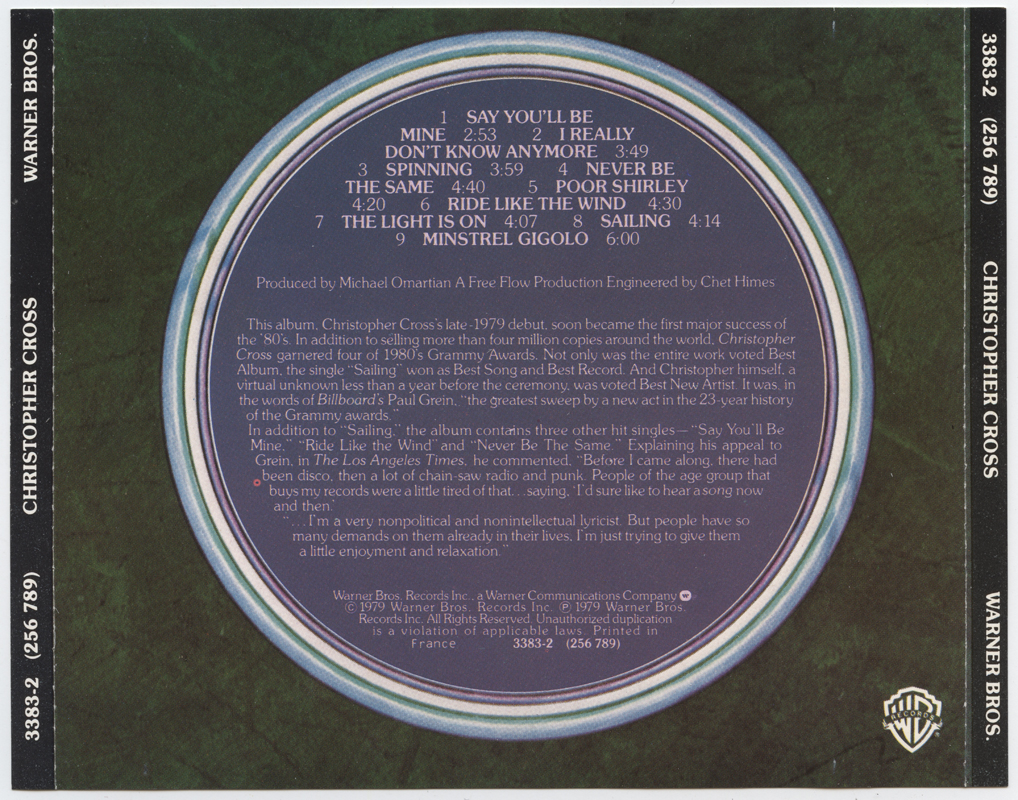 WARNER BROS.
CHRISTOPHER CROSS
3383-2 (256 789)
1 SAY YOU'LL BE
MINE 2:53 2 I REALLY
DON'T KNOW ANYMORE 3:49
3 SPINNING 3:59 4 NEVER BE
THE SAME 4:40 5 POOR SHIRLEY
4:20 6 RIDE LIKE THE WIND 4:30
7 THE LIGHT IS ON 4:07 8 SAILING 4:14
9 MINSTREL GIGOLO 6:00
Produced by Michael Omartian A Free Flow Production Engineered by Chet Himes
This album, Christopher Cross's late-1979 debut, soon became the first major success of
the '80's. In addition to selling more than four million copies around the world, Christopher
Cross garnered four of 1980's Grammy Awards. Not only was the entire work voted Best
Album, the single "Sailing" won as Best Song and Best Record. And Christopher himself, a
virtual unknown less than a year before the ceremony, was voted Best New Artist. It was, in
the words of Billboard's Paul Grein, "the greatest sweep by a new act in the 23-year history
of the Grammy awards."
In addition to "Sailing," the album contains three other hit singles—"Say You'll Be
Mine," "Ride Like the Wind" and "Never Be The Same." Explaining his appeal to
Grein, in The Los Angeles Times, he commented, "Before I came along, there had
been disco, then a lot of chain-saw radio and punk. People of the age group that
buys my records were a little tired of that...saying, 'I'd sure like to hear a song now
and then.'
"...I'm a very nonpolitical and nonintellectual lyricist. But people have so
many demands on them already in their lives, I'm just trying to give them
a little enjoyment and relaxation."
Warner Bros. Records Inc., a Warner Communications Company
© 1979 Warner Bros. Records Inc. ℗ 1979 Warner Bros.
Records Inc. All Rights Reserved. Unauthorized duplication
is a violation of applicable laws. Printed in
France 3383-2 (256 789)
WB
RECORDS
3383-2 (256 789)
CHRISTOPHER CROSS
WARNER BROS.